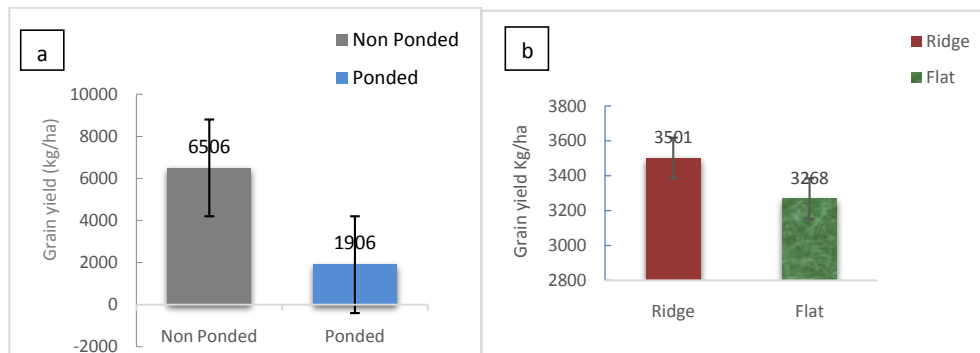 a
Non Ponded
Ponded
Grain yield (kg/ha)
10000
8000
6000
4000
2000
0
-2000
6506
1906
Non Ponded
Ponded
b
Ridge
Flat
Grain yield Kg/ha
3800
3600
3400
3200
3000
2800
3501
3268
Ridge
Flat